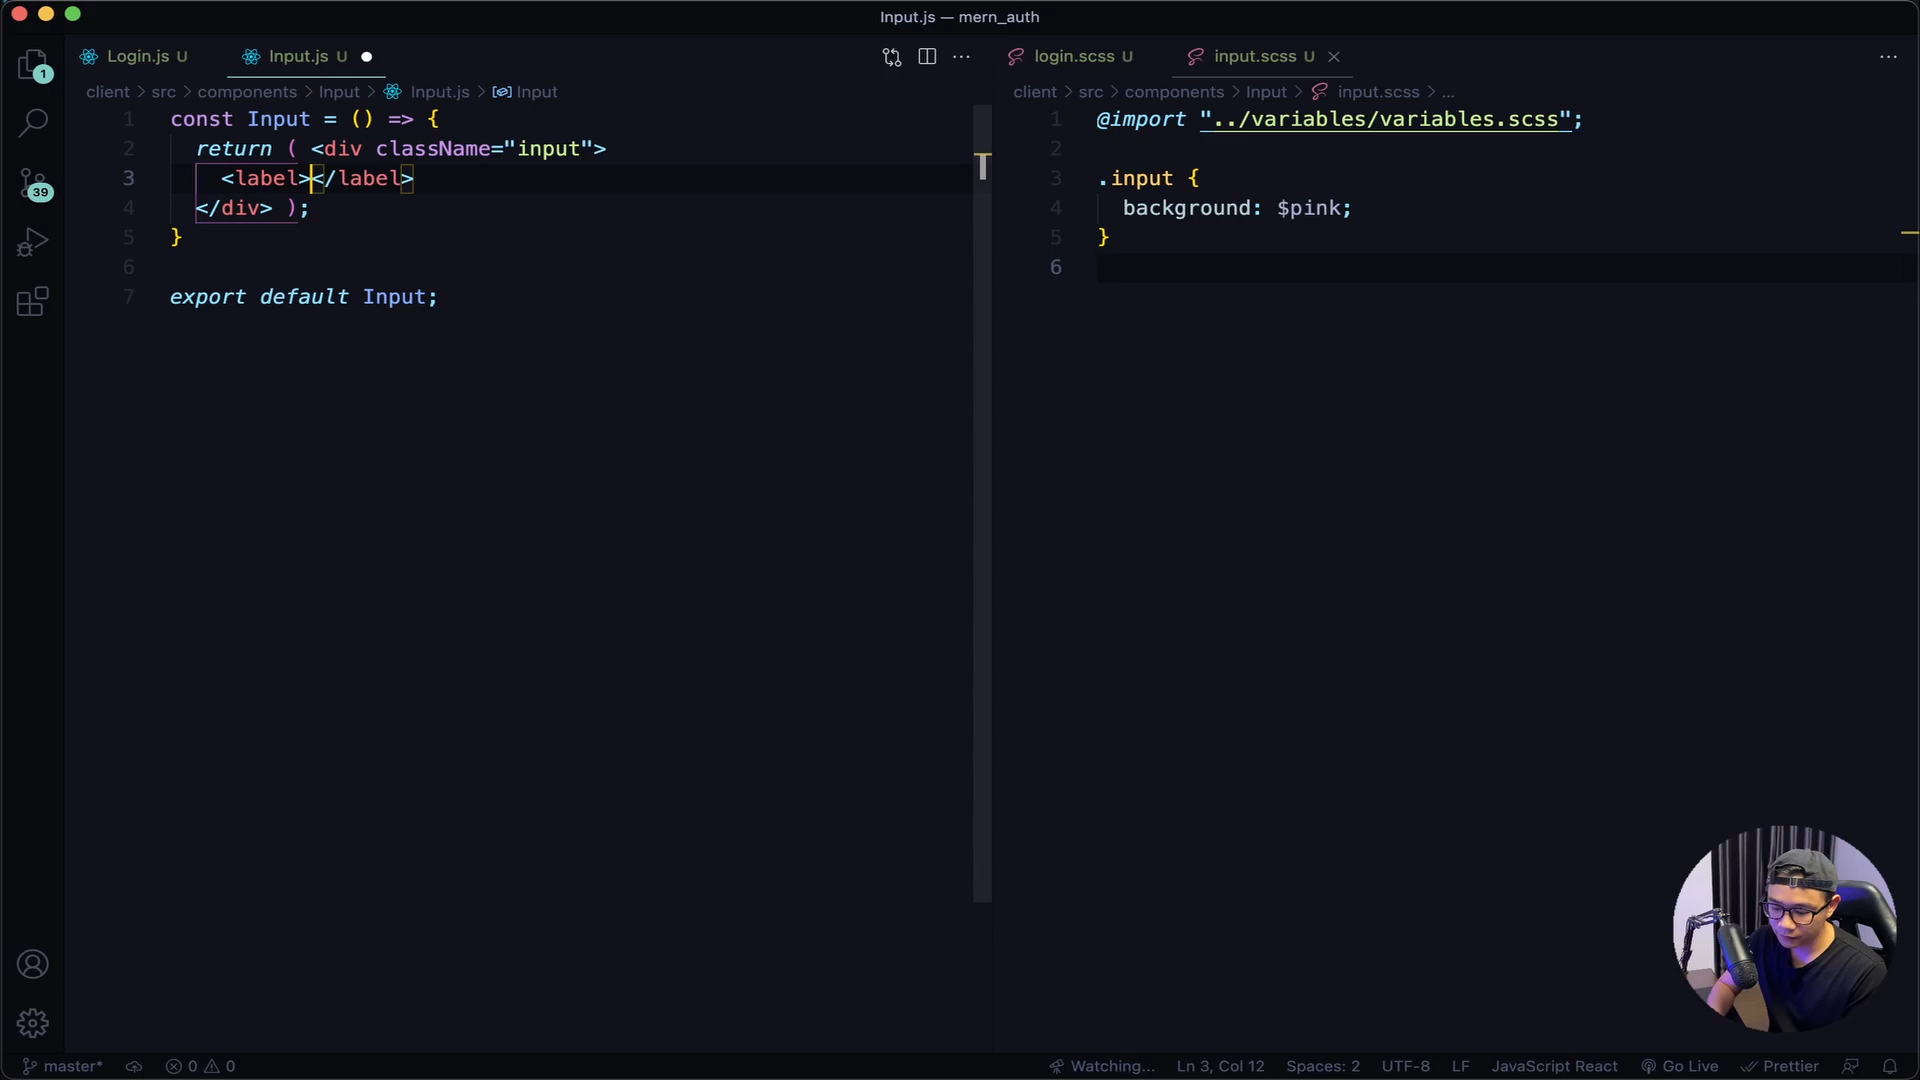 Input.js — mern_auth
Login.js U
Input.js U
login.scss U
input.scss U
client > src > components > Input > Input.js > Input
client > src > components > Input > input.scss > ...
1 const Input = () => {
2 return ( <div className="input">
3 <label></label>
4 </div> );
5 }
6
7 export default Input;
1 @import "../variables/variables.scss";
2
3 .input {
4 background: $pink;
5 }
6
1
39
master*
0 0
Watching...
Ln 3, Col 12
Spaces: 2
UTF-8
LF
JavaScript React
Go Live
Prettier